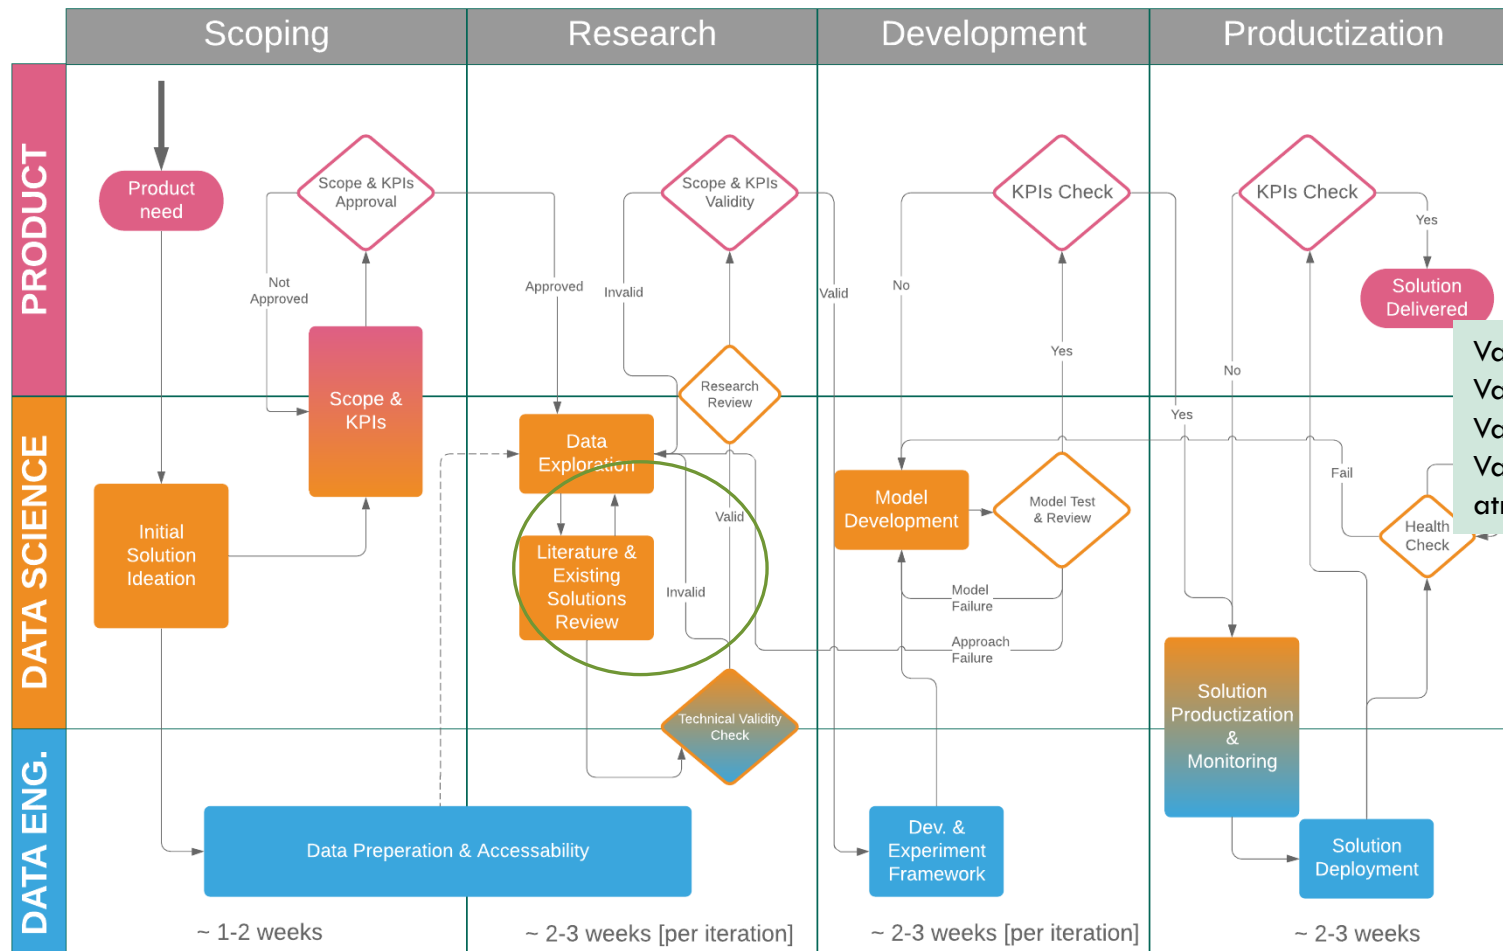 Scoping
Research
Development
Productization
PRODUCT
DATA SCIENCE
DATA ENG.
Product
need
Scope & KPIs
Approval
Not
Approved
Approved
Scope &
KPIs
Initial
Solution
Ideation
Scope & KPIs
Validity
Invalid
Valid
Research
Review
Data
Exploration
Literature &
Existing
Solutions
Review
Valid
Invalid
Technical Validity
Check
Data Preperation & Accessability
KPIs Check
No
Yes
Yes
Model
Development
Model Test
& Review
Model
Failure
Approach
Failure
Dev. &
Experiment
Framework
KPIs Check
Yes
No
Solution
Delivered
Fail
Health
Check
Solution
Productization
&
Monitoring
Solution
Deployment
~ 1-2 weeks
~ 2-3 weeks [per iteration]
~ 2-3 weeks [per iteration]
~ 2-3 weeks